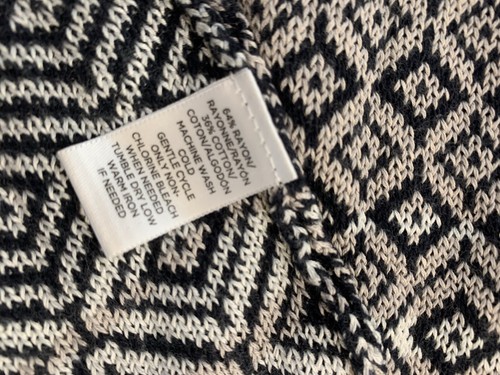 64% RAYON/
RAYONNE/RAYÓN
36% COTTON/
COTON/ALGODÓN
MACHINE WASH
COLD
GENTLE CYCLE
ONLY NON-
CHLORINE BLEACH
WHEN NEEDED
TUMBLE DRY LOW
WARM IRON
IF NEEDED